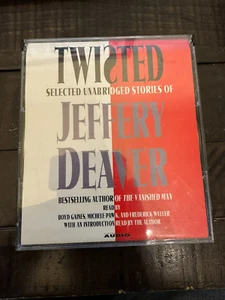 TWISTED
SELECTED UNABRIDGED STORIES OF
JEFFERY
DEAVER
BESTSELLING AUTHOR OF THE VANISHED MAN
READ BY
BOYD GAINES, MICHELE PAWK, AND FREDERICK WELLER
WITH AN INTRODUCTION READ BY THE AUTHOR
AUDIO